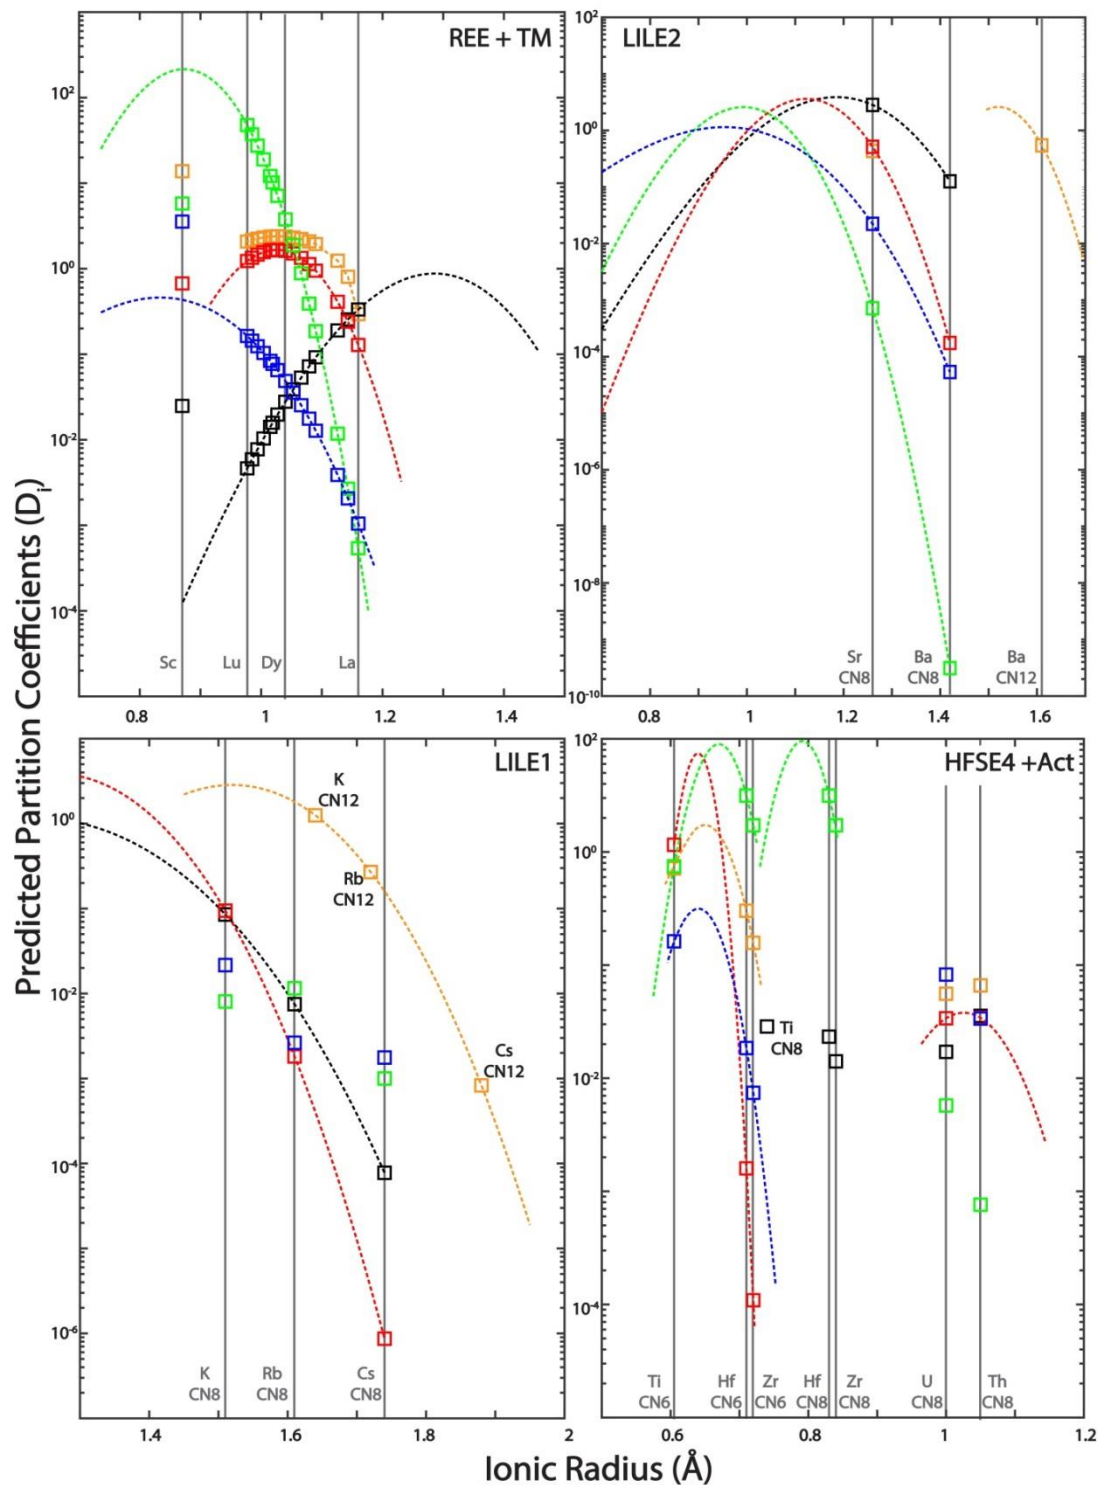 REE + TM
LILE2
10²
10⁰
10⁻²
10⁻⁴
Sc
Lu
Dy
La
0.8
1
1.2
1.4
10²
10⁰
10⁻²
10⁻⁴
10⁻⁶
10⁻⁸
10⁻¹⁰
Sr
CN8
Ba
CN8
Ba
CN12
0.8
1
1.2
1.4
1.6
Predicted Partition Coefficients (Dᵢ)
LILE1
HFSE4 +Act
10⁰
10⁻²
10⁻⁴
10⁻⁶
K
CN12
Rb
CN12
Cs
CN12
K
CN8
Rb
CN8
Cs
CN8
1.4
1.6
1.8
2
10²
10⁰
10⁻²
10⁻⁴
Ti
CN8
Ti
CN6
Hf
CN6
Zr
CN6
Hf
CN8
Zr
CN8
U
CN8
Th
CN8
0.6
0.8
1
1.2
Ionic Radius (Å)